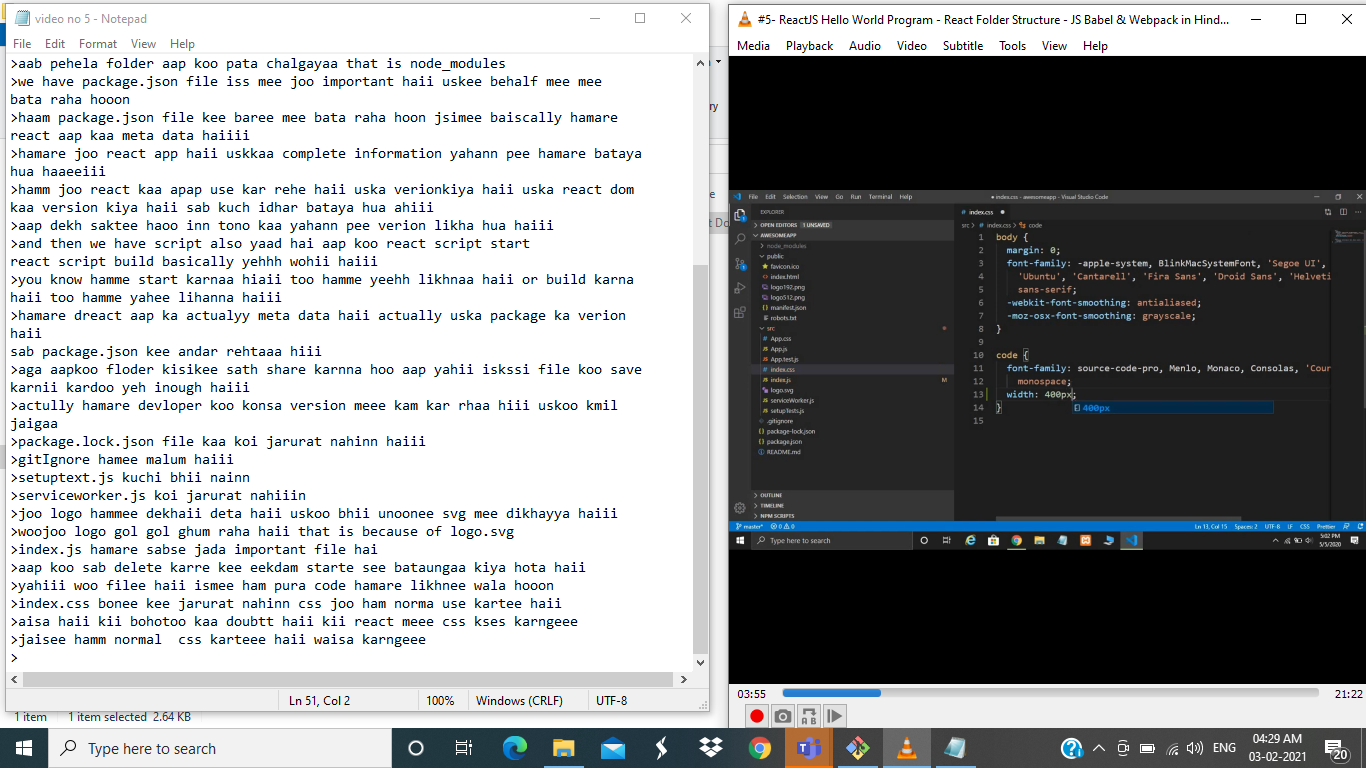 video no 5 - Notepad
File Edit Format View Help
>aab pehela folder aap koo pata chalgayaa that is node_modules
>we have package.json file iss mee joo important haii uskee behalf mee mee
bata raha hooon
>haam package.json file kee baree mee bata raha hoon jsimee baiscally hamare
react aap kaa meta data haiiii
>hamare joo react app haii uskkaa complete information yahann pee hamare bataya
hua haaeeiii
>hamm joo react kaa apap use kar rehe haii uska verionkiya haii uska react dom
kaa version kiya haii sab kuch idhar bataya hua ahiii
>aap dekh saktee haoo inn tono kaa yahann pee verion likha hua haiii
>and then we have script also yaad hai aap koo react script start
react script build basically yehhh wohii haiii
>you know hamme start karnaa hiaii too hamme yeehh likhnaa haii or build karna
haii too hamme yahee lihanna haiii
>hamare dreact aap ka actualyy meta data haii actually uska package ka verion
haii
sab package.json kee andar rehtaaa hiii
>aga aapkoo floder kisikee sath share karnna hoo aap yahii iskssi file koo save
karnii kardoo yeh inough haiii
>actully hamare devloper koo konsa version meee kam kar rhaa hiii uskoo kmil
jaigaa
>package.lock.json file kaa koi jarurat nahinn haiii
>gitIgnore hamee malum haiii
>setuptext.js kuchi bhii nainn
>serviceworker.js koi jarurat nahiiin
>joo logo hammee dekhaii deta haii uskoo bhii unoonee svg mee dikhayya haiii
>woojoo logo gol gol ghum raha haii that is because of logo.svg
>index.js hamare sabse jada important file hai
>aap koo sab delete karre kee eekdam starte see bataungaa kiya hota haii
>yahiii woo filee haii ismee ham pura code hamare likhnee wala hooon
>index.css bonee kee jarurat nahinn css joo ham norma use kartee haii
>aisa haii kii bohotoo kaa doubtt haii kii react meee css kses karngeee
>jaisee hamm normal  css karteee haii waisa karngeee
>
Ln 51, Col 2 100% Windows (CRLF) UTF-8
1 item 1 item selected 2.64 KB
#5- ReactJS Hello World Program - React Folder Structure - JS Babel & Webpack in Hind...
Media Playback Audio Video Subtitle Tools View Help
File Edit Selection View Go Run Terminal Help
index.css - awesomeapp - Visual Studio Code
EXPLORER
OPEN EDITORS 1 UNSAVED
AWESOMEAPP
node_modules
public
favicon.ico
index.html
logo192.png
logo512.png
manifest.json
robots.txt
src
App.css
App.js
App.test.js
index.css
index.js M
logo.svg
serviceWorker.js
setupTests.js
.gitignore
package-lock.json
package.json
README.md
OUTLINE
TIMELINE
NPM SCRIPTS
index.css
src > # index.css > code
1 body {
2 margin: 0;
3 font-family: -apple-system, BlinkMacSystemFont, 'Segoe UI',
4 'Ubuntu', 'Cantarell', 'Fira Sans', 'Droid Sans', 'Helveti
5 sans-serif;
6 -webkit-font-smoothing: antialiased;
7 -moz-osx-font-smoothing: grayscale;
8 }
9
10 code {
11 font-family: source-code-pro, Menlo, Monaco, Consolas, 'Cour
12 monospace;
13 width: 400px;
400px
14 }
15
master* 0 0 Ln 13, Col 15 Spaces: 2 UTF-8 LF CSS Prettier
Type here to search
5:02 PM
5/5/2020
03:55 21:22
Type here to search
ENG
04:29 AM
03-02-2021
20